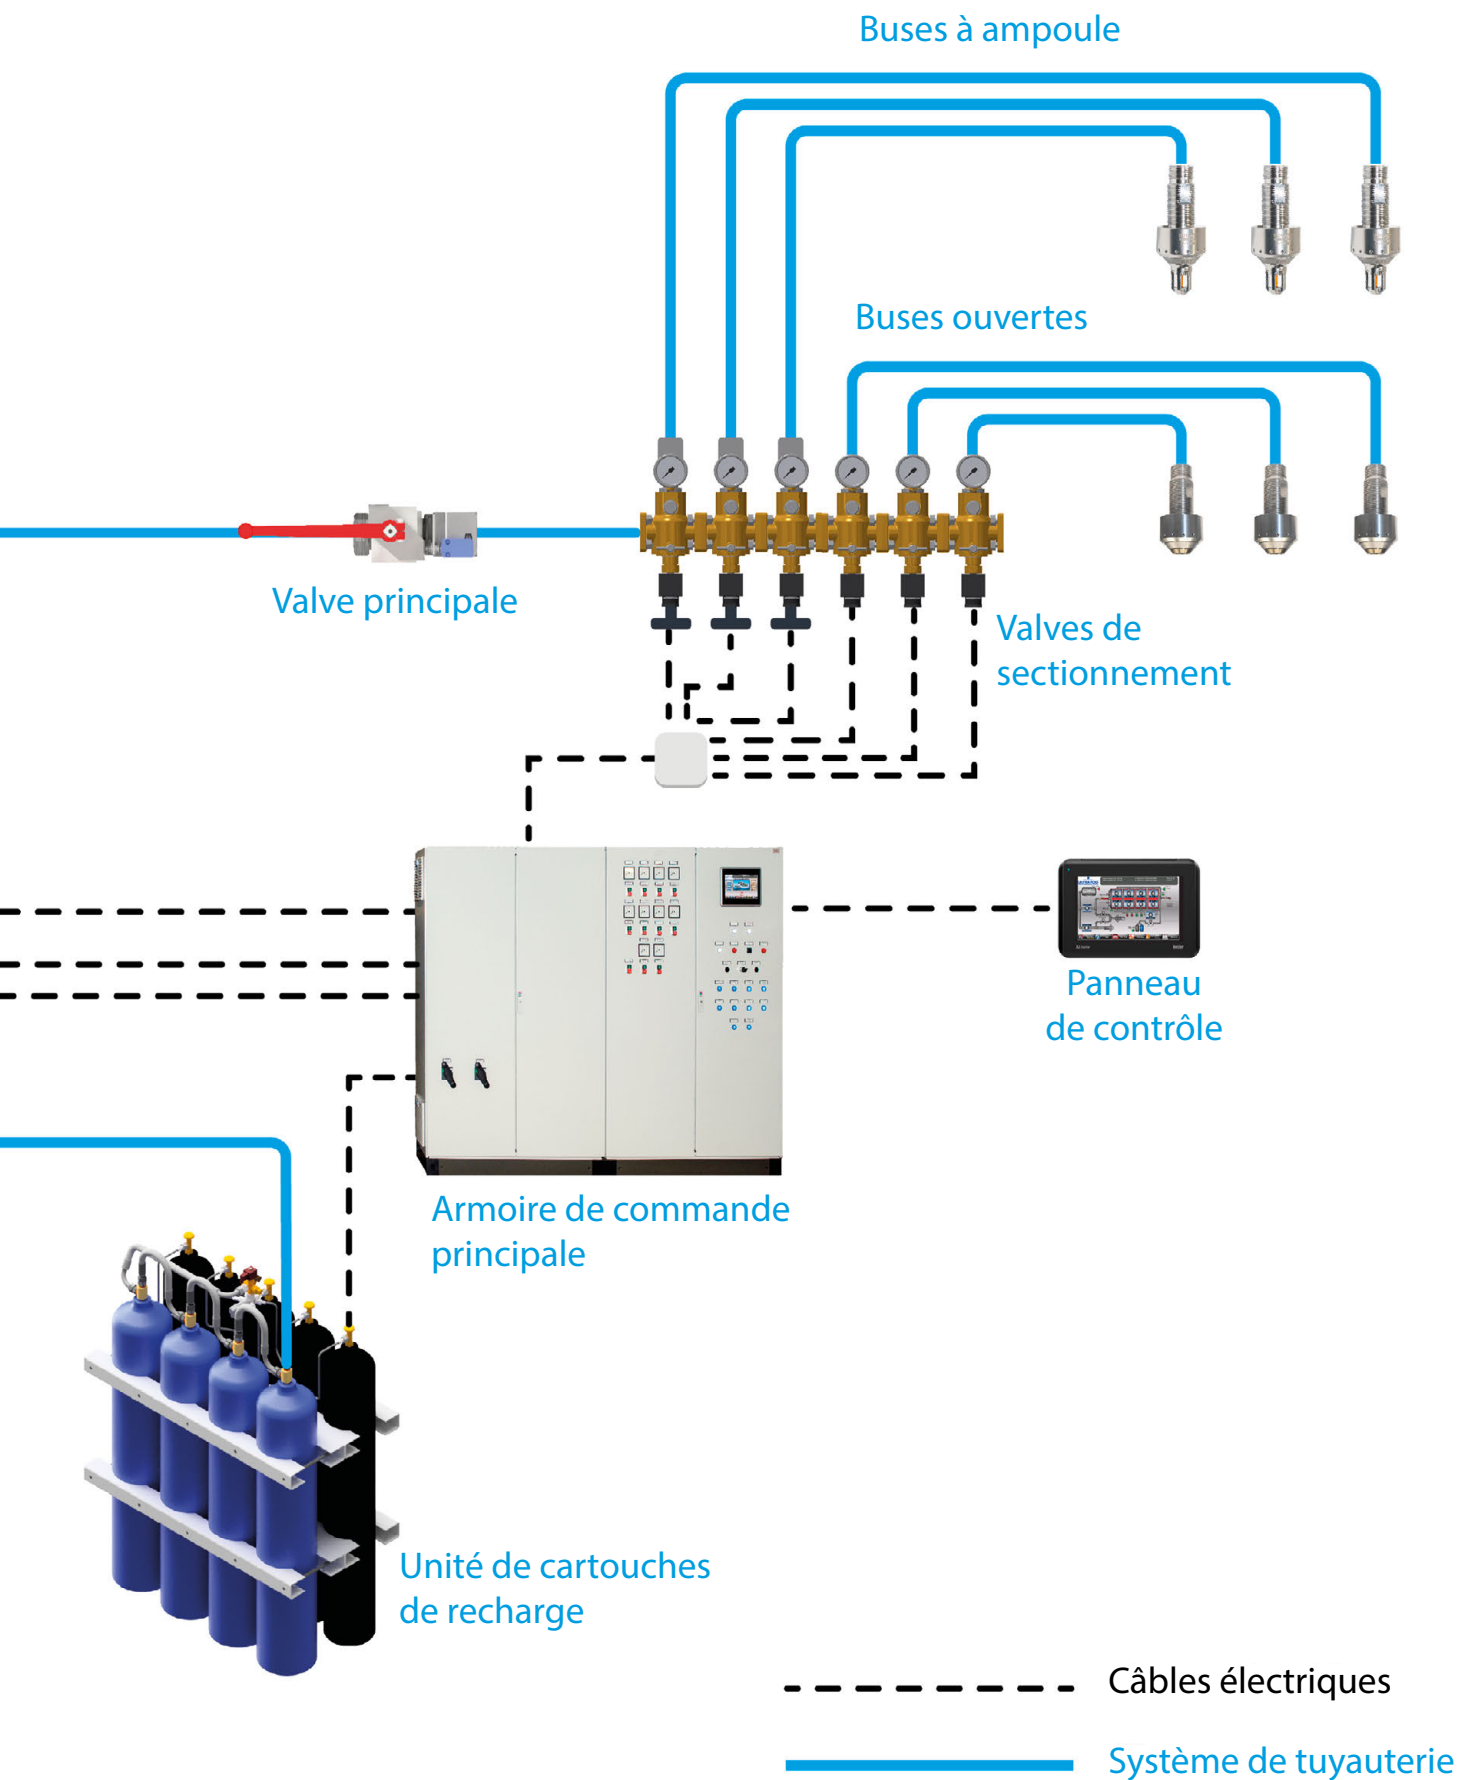 Buses à ampoule
Buses ouvertes
Valve principale
Valves de
sectionnement
Panneau
de contrôle
Armoire de commande
principale
Unité de cartouches
de recharge
Câbles électriques
Système de tuyauterie